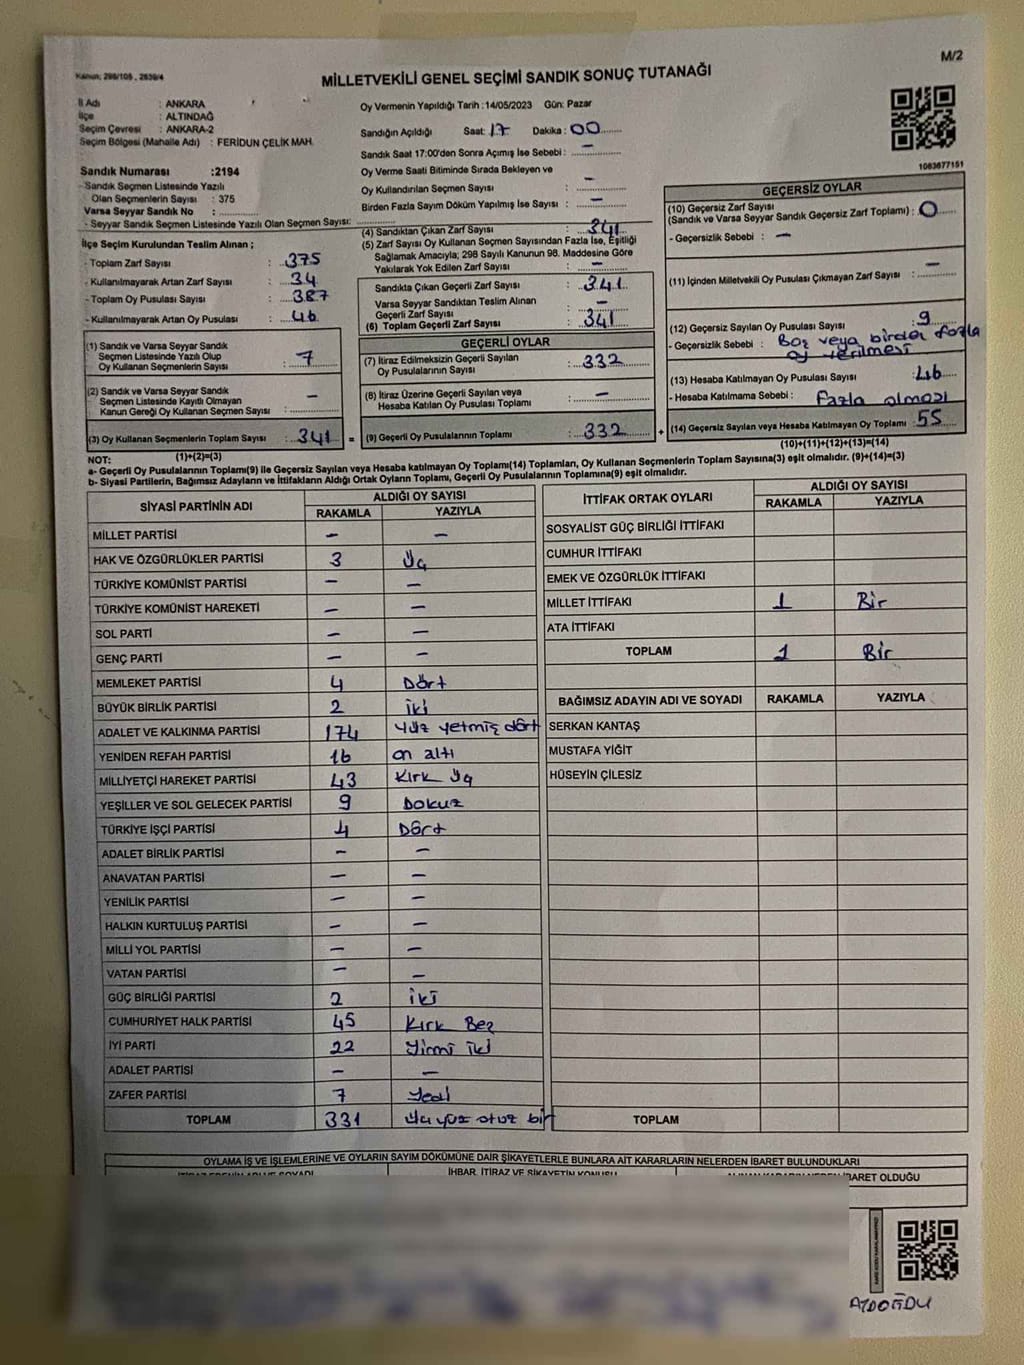 Kanun: 298/105, 2839/4
M/2
MİLLETVEKİLİ GENEL SEÇİMİ SANDIK SONUÇ TUTANAĞI
İl Adı : ANKARA
İlçe : ALTINDAĞ
Seçim Çevresi : ANKARA-2
Seçim Bölgesi (Mahalle Adı) : FERİDUN ÇELİK MAH.
Sandık Numarası :2194
- Sandık Seçmen Listesinde Yazılı
Olan Seçmenlerin Sayısı : 375
Varsa Seyyar Sandık No :
- Seyyar Sandık Seçmen Listesinde Yazılı Olan Seçmen Sayısı:
Oy Vermenin Yapıldığı Tarih :14/05/2023 Gün: Pazar
Sandığın Açıldığı Saat: 17 Dakika : 00
Sandık Saat 17:00'den Sonra Açımış İse Sebebi : -
Oy Verme Saati Bitiminde Sırada Bekleyen ve
Oy Kullandırılan Seçmen Sayısı : -
Birden Fazla Sayım Döküm Yapılmış İse Sayısı : -
1083677151
İlçe Seçim Kurulundan Teslim Alınan ;
- Toplam Zarf Sayısı : 375
- Kullanılmayarak Artan Zarf Sayısı : 34
- Toplam Oy Pusulası Sayısı : 387
- Kullanılmayarak Artan Oy Pusulası : 46
(1) Sandık ve Varsa Seyyar Sandık
Seçmen Listesinde Yazılı Olup
Oy Kullanan Seçmenlerin Sayısı : 7
(2) Sandık ve Varsa Seyyar Sandık
Seçmen Listesinde Kayıtlı Olmayan
Kanun Gereği Oy Kullanan Seçmen Sayısı : -
(3) Oy Kullanan Seçmenlerin Toplam Sayısı : 341 =
(1)+(2)=(3)
(4) Sandıktan Çıkan Zarf Sayısı : 341
(5) Zarf Sayısı Oy Kullanan Seçmen Sayısından Fazla İse, Eşitliği
Sağlamak Amacıyla; 298 Sayılı Kanunun 98. Maddesine Göre
Yakılarak Yok Edilen Zarf Sayısı : -
Sandıkta Çıkan Geçerli Zarf Sayısı : 341
Varsa Seyyar Sandıktan Teslim Alınan
Geçerli Zarf Sayısı : -
(6) Toplam Geçerli Zarf Sayısı : 341
GEÇERLİ OYLAR
(7) İtiraz Edilmeksizin Geçerli Sayılan
Oy Pusulalarının Sayısı : 332
(8) İtiraz Üzerine Geçerli Sayılan veya
Hesaba Katılan Oy Pusulası Toplamı : -
(9) Geçerli Oy Pusulalarının Toplamı : 332 +
GEÇERSİZ OYLAR
(10) Geçersiz Zarf Sayısı
(Sandık ve Varsa Seyyar Sandık Geçersiz Zarf Toplamı) : 0
- Geçersizlik Sebebi : -
(11) İçinden Milletvekili Oy Pusulası Çıkmayan Zarf Sayısı : -
(12) Geçersiz Sayılan Oy Pusulası Sayısı : 9
- Geçersizlik Sebebi : Boş veya birden fazla
oy verilmesi
(13) Hesaba Katılmayan Oy Pusulası Sayısı : 46
- Hesaba Katılmama Sebebi : Fazla olması
(14) Geçersiz Sayılan veya Hesaba Katılmayan Oy Toplamı : 55
(10)+(11)+(12)+(13)=(14)
NOT:
a- Geçerli Oy Pusulalarının Toplamı(9) ile Geçersiz Sayılan veya Hesaba katılmayan Oy Toplamı(14) Toplamları, Oy Kullanan Seçmenlerin Toplam Sayısına(3) eşit olmalıdır. (9)+(14)=(3)
b- Siyasi Partilerin, Bağımsız Adayların ve İttifakların Aldığı Ortak Oyların Toplamı, Geçerli Oy Pusulalarının Toplamına(9) eşit olmalıdır.
SİYASİ PARTİNİN ADI ALDIĞI OY SAYISI
RAKAMLA YAZIYLA
MİLLET PARTİSİ - -
HAK VE ÖZGÜRLÜKLER PARTİSİ 3 Üç
TÜRKİYE KOMÜNİST PARTİSİ - -
TÜRKİYE KOMÜNİST HAREKETİ - -
SOL PARTİ - -
GENÇ PARTİ - -
MEMLEKET PARTİSİ 4 Dört
BÜYÜK BİRLİK PARTİSİ 2 iki
ADALET VE KALKINMA PARTİSİ 174 yüz yetmiş dört
YENİDEN REFAH PARTİSİ 16 on altı
MİLLİYETÇİ HAREKET PARTİSİ 43 Kırk üç
YEŞİLLER VE SOL GELECEK PARTİSİ 9 Dokuz
TÜRKİYE İŞÇİ PARTİSİ 4 Dört
ADALET BİRLİK PARTİSİ - -
ANAVATAN PARTİSİ - -
YENİLİK PARTİSİ - -
HALKIN KURTULUŞ PARTİSİ - -
MİLLİ YOL PARTİSİ - -
VATAN PARTİSİ - -
GÜÇ BİRLİĞİ PARTİSİ 2 iki
CUMHURİYET HALK PARTİSİ 45 Kırk Beş
İYİ PARTİ 22 Yirmi iki
ADALET PARTİSİ - -
ZAFER PARTİSİ 7 Yedi
TOPLAM 331 Üç yüz otuz bir
İTTİFAK ORTAK OYLARI ALDIĞI OY SAYISI
RAKAMLA YAZIYLA
SOSYALİST GÜÇ BİRLİĞİ İTTİFAKI
CUMHUR İTTİFAKI
EMEK VE ÖZGÜRLÜK İTTİFAKI
MİLLET İTTİFAKI 1 Bir
ATA İTTİFAKI
TOPLAM 1 Bir
BAĞIMSIZ ADAYIN ADI VE SOYADI RAKAMLA YAZIYLA
SERKAN KANTAŞ
MUSTAFA YİĞİT
HÜSEYİN ÇİLESİZ
TOPLAM
OYLAMA İŞ VE İŞLEMLERİNE VE OYLARIN SAYIM DÖKÜMÜNE DAİR ŞİKAYETLERLE BUNLARA AİT KARARLARIN NELERDEN İBARET BULUNDUKLARI
İHBAR, İTİRAZ VE ŞİKAYETİN KONUSU
İBARET OLDUĞU
AYDOĞDU